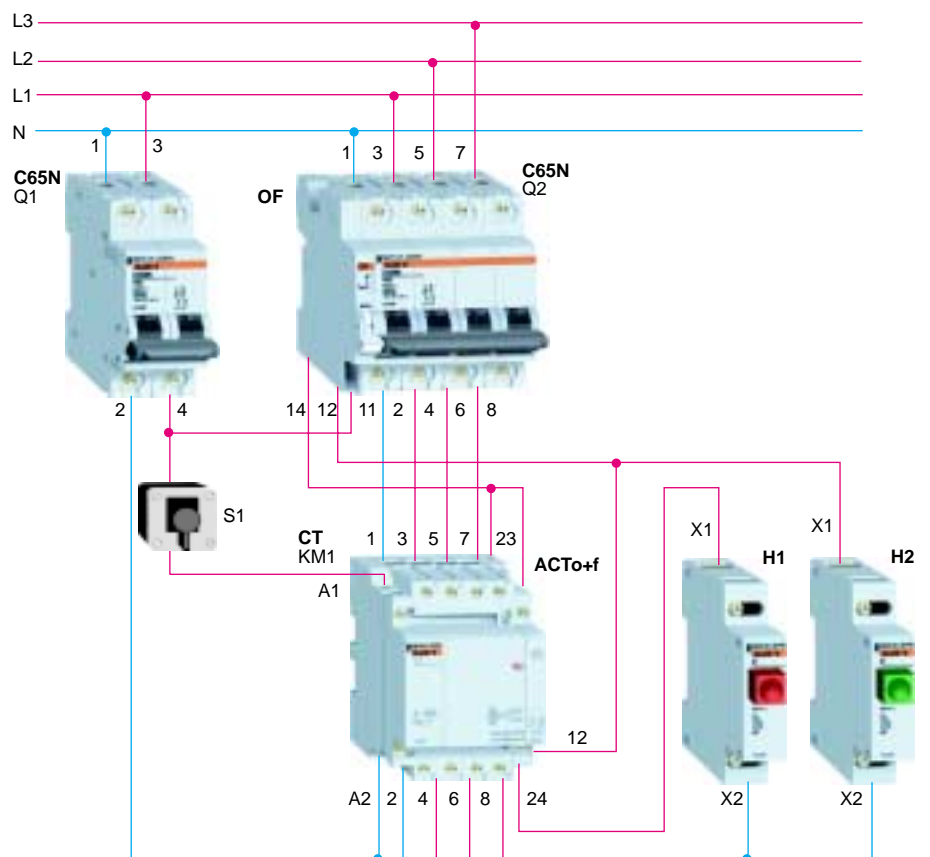 L3
L2
L1
N
1 3 1 3 5 7
C65N
Q1
OF
C65N
Q2
2 4 14 12 11 2 4 6 8
S1
CT
KM1
1 3 5 7 23
ACTo+f
A1
X1 H1
X1 H2
12
A2 2 4 6 8 24
X2 X2